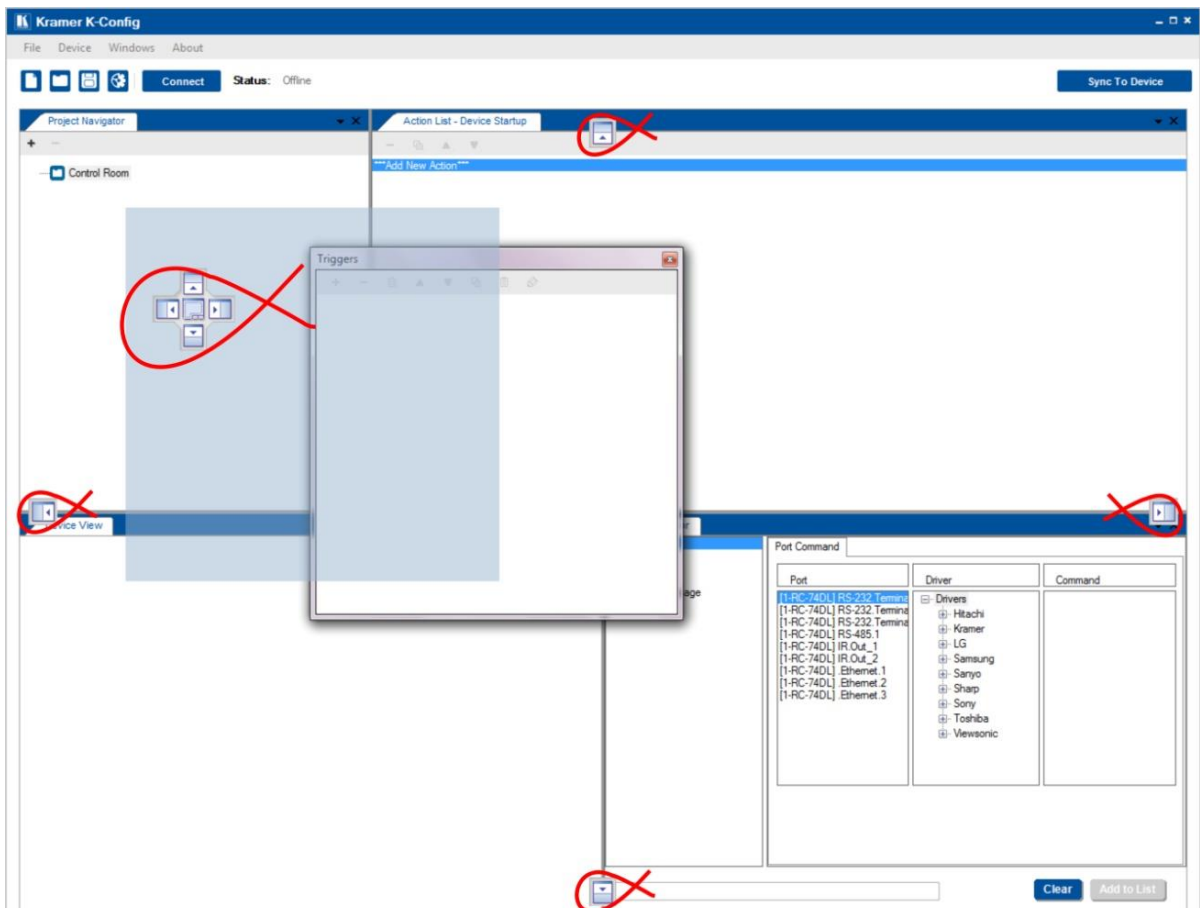 Kramer K-Config
File Device Windows About
Connect Status: Offline Sync To Device
Project Navigator
Action List - Device Startup
Control Room
***Add New Action***
Triggers
Device View
Port Command
Port Driver Command
[1-RC-74DL] RS-232.Termina
[1-RC-74DL] RS-232.Termina
[1-RC-74DL] RS-232.Termina
[1-RC-74DL] RS-485.1
[1-RC-74DL] IR.Out_1
[1-RC-74DL] IR.Out_2
[1-RC-74DL] .Ethernet.1
[1-RC-74DL] .Ethernet.2
[1-RC-74DL] .Ethernet.3
Drivers
Hitachi
Kramer
LG
Samsung
Sanyo
Sharp
Sony
Toshiba
Viewsonic
Clear Add to List